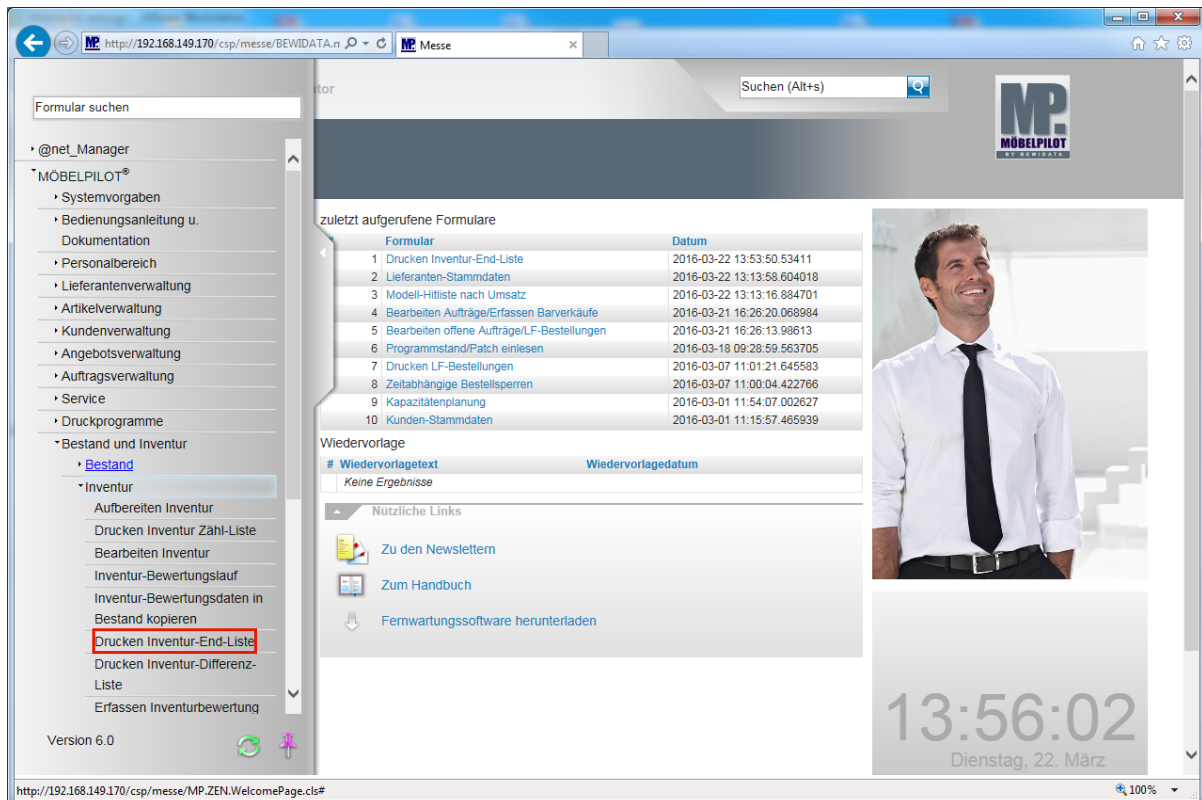 http://192.168.149.170/csp/messe/BEWIDATA.n
Messe
Formular suchen
ator
Suchen (Alt+s)
MP.
MÖBELPILOT
BY BEWIDATA
@net_Manager
MÖBELPILOT®
Systemvorgaben
Bedienungsanleitung u.
Dokumentation
Personalbereich
Lieferantenverwaltung
Artikelverwaltung
Kundenverwaltung
Angebotsverwaltung
Auftragsverwaltung
Service
Druckprogramme
Bestand und Inventur
Bestand
Inventur
Aufbereiten Inventur
Drucken Inventur Zähl-Liste
Bearbeiten Inventur
Inventur-Bewertungslauf
Inventur-Bewertungsdaten in
Bestand kopieren
Drucken Inventur-End-Liste
Drucken Inventur-Differenz-
Liste
Erfassen Inventurbewertung
Version 6.0
zuletzt aufgerufene Formulare
Formular Datum
1 Drucken Inventur-End-Liste 2016-03-22 13:53:50.53411
2 Lieferanten-Stammdaten 2016-03-22 13:13:58.604018
3 Modell-Hitliste nach Umsatz 2016-03-22 13:13:16.884701
4 Bearbeiten Aufträge/Erfassen Barverkäufe 2016-03-21 16:26:20.068984
5 Bearbeiten offene Aufträge/LF-Bestellungen 2016-03-21 16:26:13.98613
6 Programmstand/Patch einlesen 2016-03-18 09:28:59.563705
7 Drucken LF-Bestellungen 2016-03-07 11:01:21.645583
8 Zeitabhängige Bestellsperren 2016-03-07 11:00:04.422766
9 Kapazitätenplanung 2016-03-01 11:54:07.002627
10 Kunden-Stammdaten 2016-03-01 11:15:57.465939
Wiedervorlage
# Wiedervorlagetext Wiedervorlagedatum
Keine Ergebnisse
Nützliche Links
Zu den Newslettern
Zum Handbuch
Fernwartungssoftware herunterladen
13:56:02
Dienstag, 22. März
http://192.168.149.170/csp/messe/MP.ZEN.WelcomePage.cls#
100%